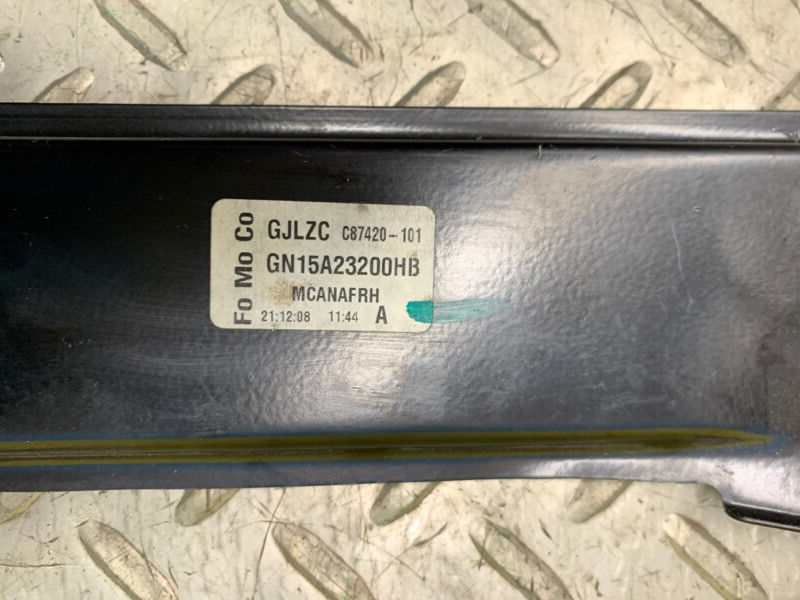 Fo Mo Co
GJLZC C87420-101
GN15A23200HB
MCANAFRH
21:12:08 11:44 A